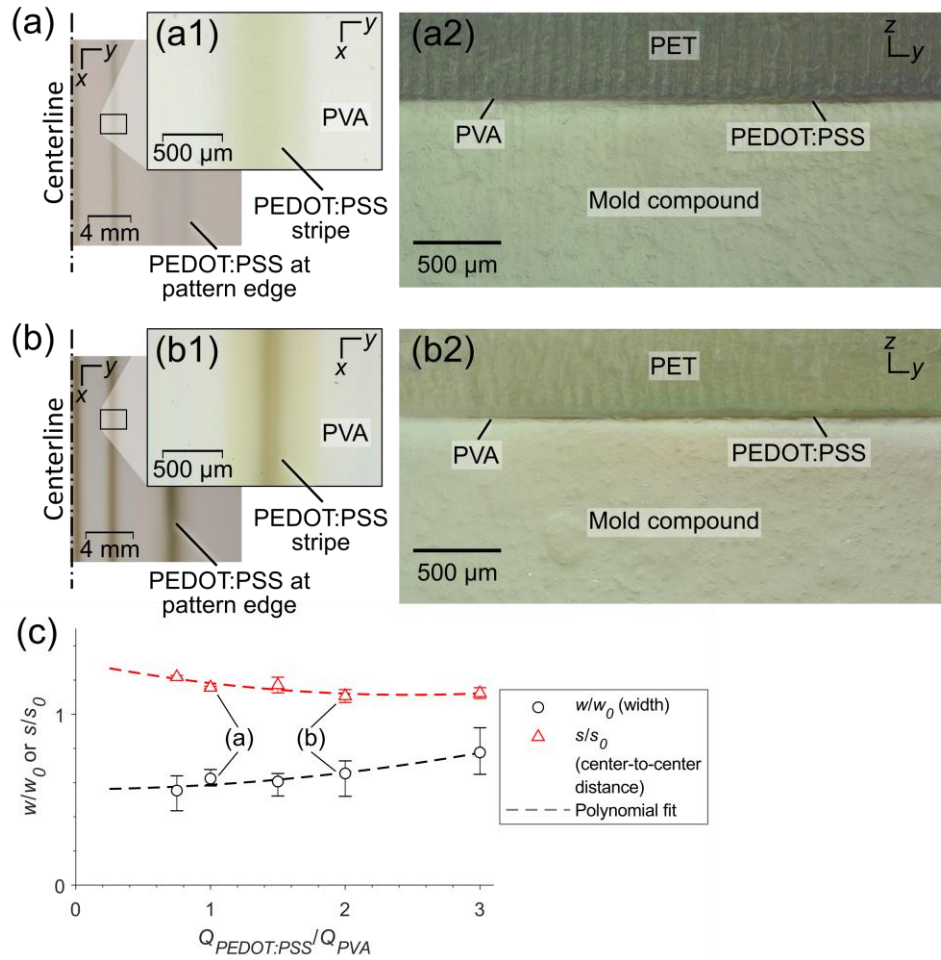 (a)
Centerline
y
x
4 mm
(a1)
y
x
PVA
500 µm
PEDOT:PSS
stripe
PEDOT:PSS at
pattern edge
(a2)
PET
z
y
PVA
PEDOT:PSS
Mold compound
500 µm
(b)
Centerline
y
x
4 mm
(b1)
y
x
PVA
500 µm
PEDOT:PSS
stripe
PEDOT:PSS at
pattern edge
(b2)
PET
z
y
PVA
PEDOT:PSS
Mold compound
500 µm
(c)
w/w0 or s/s0
1
0
(a)
(b)
0
1
2
3
QPEDOT:PSS/QPVA
w/w0 (width)
s/s0
(center-to-center
distance)
Polynomial fit